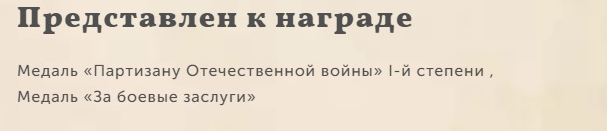 Представлен к награде
Медаль «Партизану Отечественной войны» I-й степени ,
Медаль «За боевые заслуги»